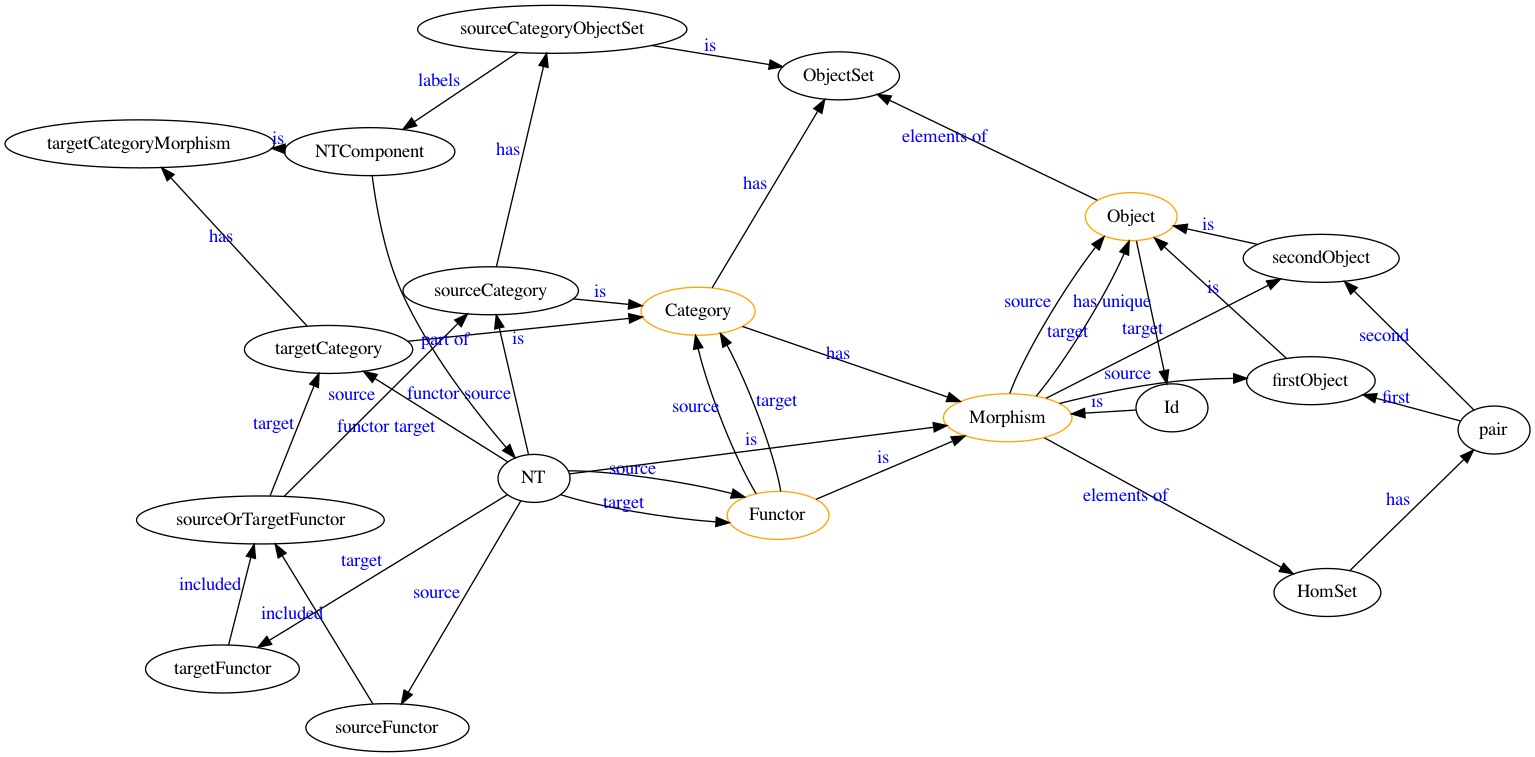 sourceCategoryObjectSet
is
ObjectSet
labels
elements of
is
targetCategoryMorphism
NTComponent
has
has
Object
is
has
secondObject
sourceCategory
is
Category
source
has unique
is
target
target
second
part of
is
targetCategory
has
source
firstObject
source
functor source
source
target
is
Id
first
Morphism
target
functor target
is
pair
source
is
NT
target
elements of
has
sourceOrTargetFunctor
Functor
target
included
source
HomSet
included
targetFunctor
sourceFunctor